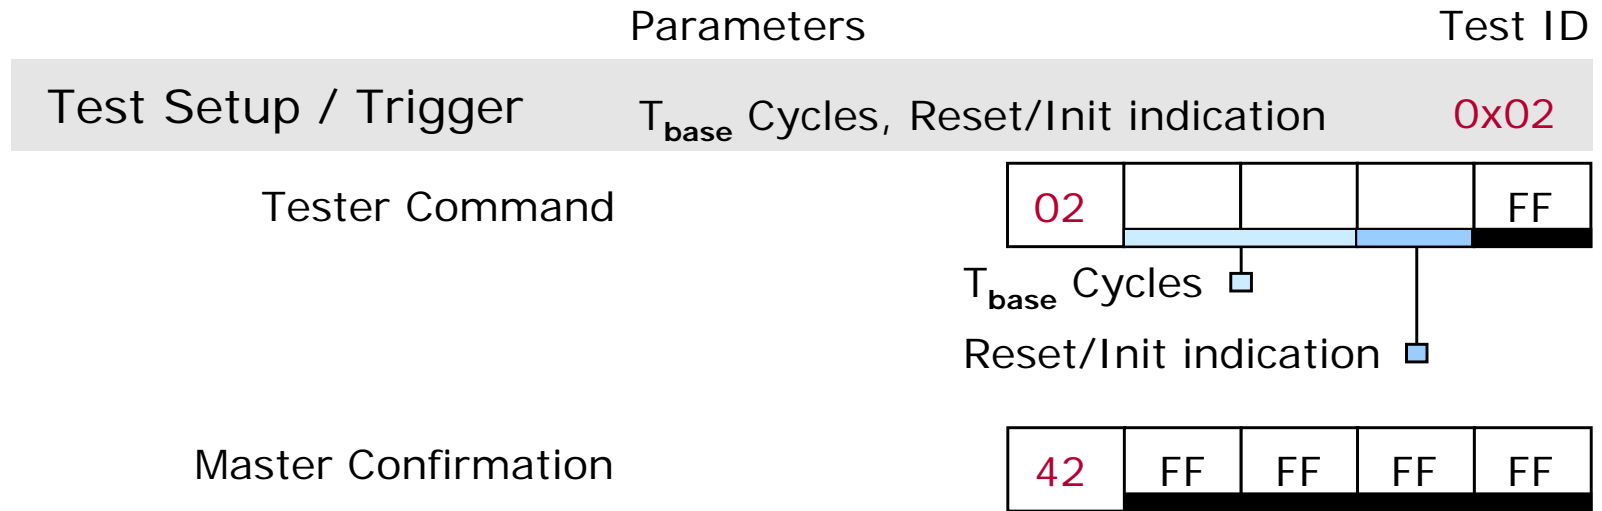 Parameters Test ID
Test Setup / Trigger Tbase Cycles, Reset/Init indication 0x02
Tester Command 02 FF
Tbase Cycles
Reset/Init indication
Master Confirmation 42 FF FF FF FF